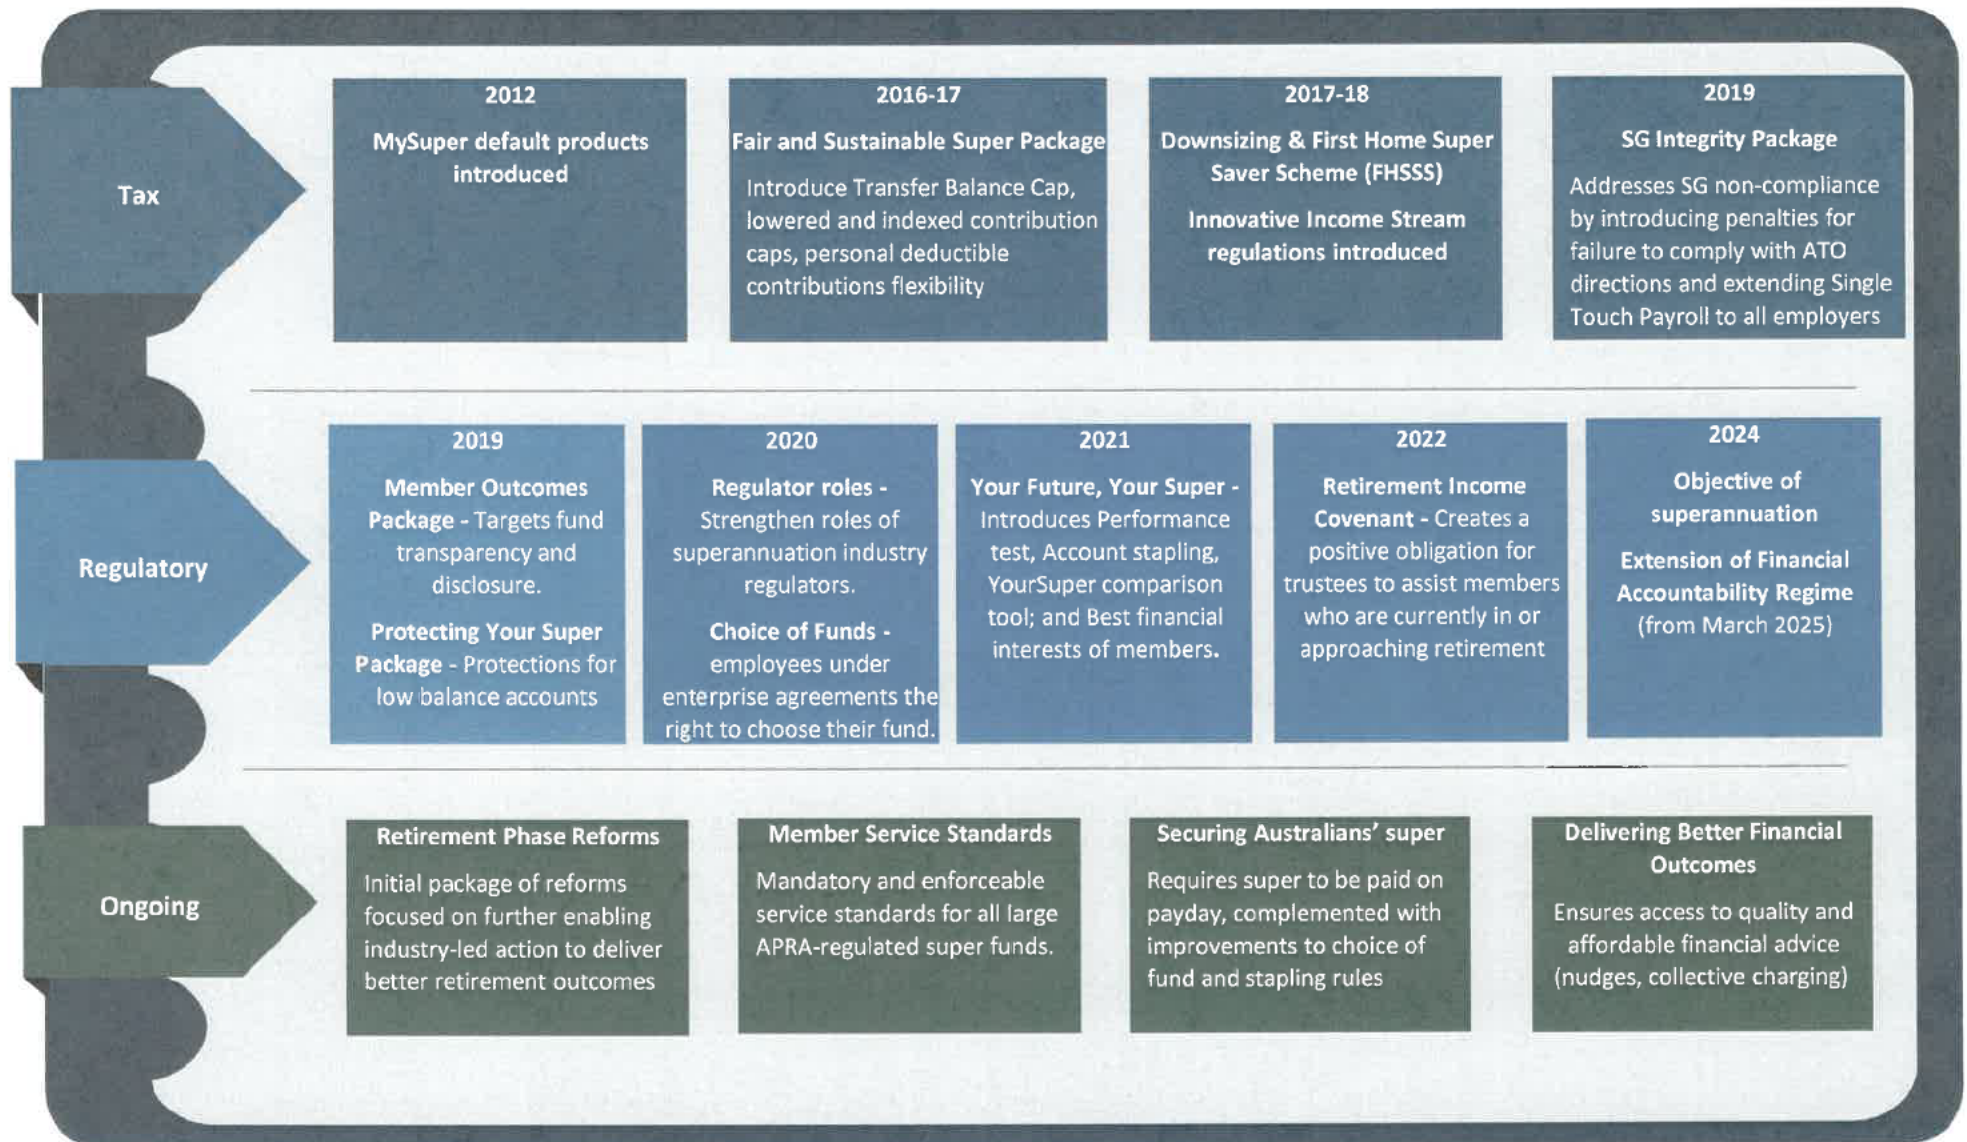 Tax
2012
MySuper default products
introduced
2016-17
Fair and Sustainable Super Package
Introduce Transfer Balance Cap,
lowered and indexed contribution
caps, personal deductible
contributions flexibility
2017-18
Downsizing & First Home Super
Saver Scheme (FHSSS)
Innovative Income Stream
regulations introduced
2019
SG Integrity Package
Addresses SG non-compliance
by introducing penalties for
failure to comply with ATO
directions and extending Single
Touch Payroll to all employers
Regulatory
2019
Member Outcomes
Package - Targets fund
transparency and
disclosure.
Protecting Your Super
Package - Protections for
low balance accounts
2020
Regulator roles -
Strengthen roles of
superannuation industry
regulators.
Choice of Funds -
employees under
enterprise agreements the
right to choose their fund.
2021
Your Future, Your Super -
Introduces Performance
test, Account stapling,
YourSuper comparison
tool; and Best financial
interests of members.
2022
Retirement Income
Covenant - Creates a
positive obligation for
trustees to assist members
who are currently in or
approaching retirement
2024
Objective of
superannuation
Extension of Financial
Accountability Regime
(from March 2025)
Ongoing
Retirement Phase Reforms
Initial package of reforms
focused on further enabling
industry-led action to deliver
better retirement outcomes
Member Service Standards
Mandatory and enforceable
service standards for all large
APRA-regulated super funds.
Securing Australians' super
Requires super to be paid on
payday, complemented with
improvements to choice of
fund and stapling rules
Delivering Better Financial
Outcomes
Ensures access to quality and
affordable financial advice
(nudges, collective charging)